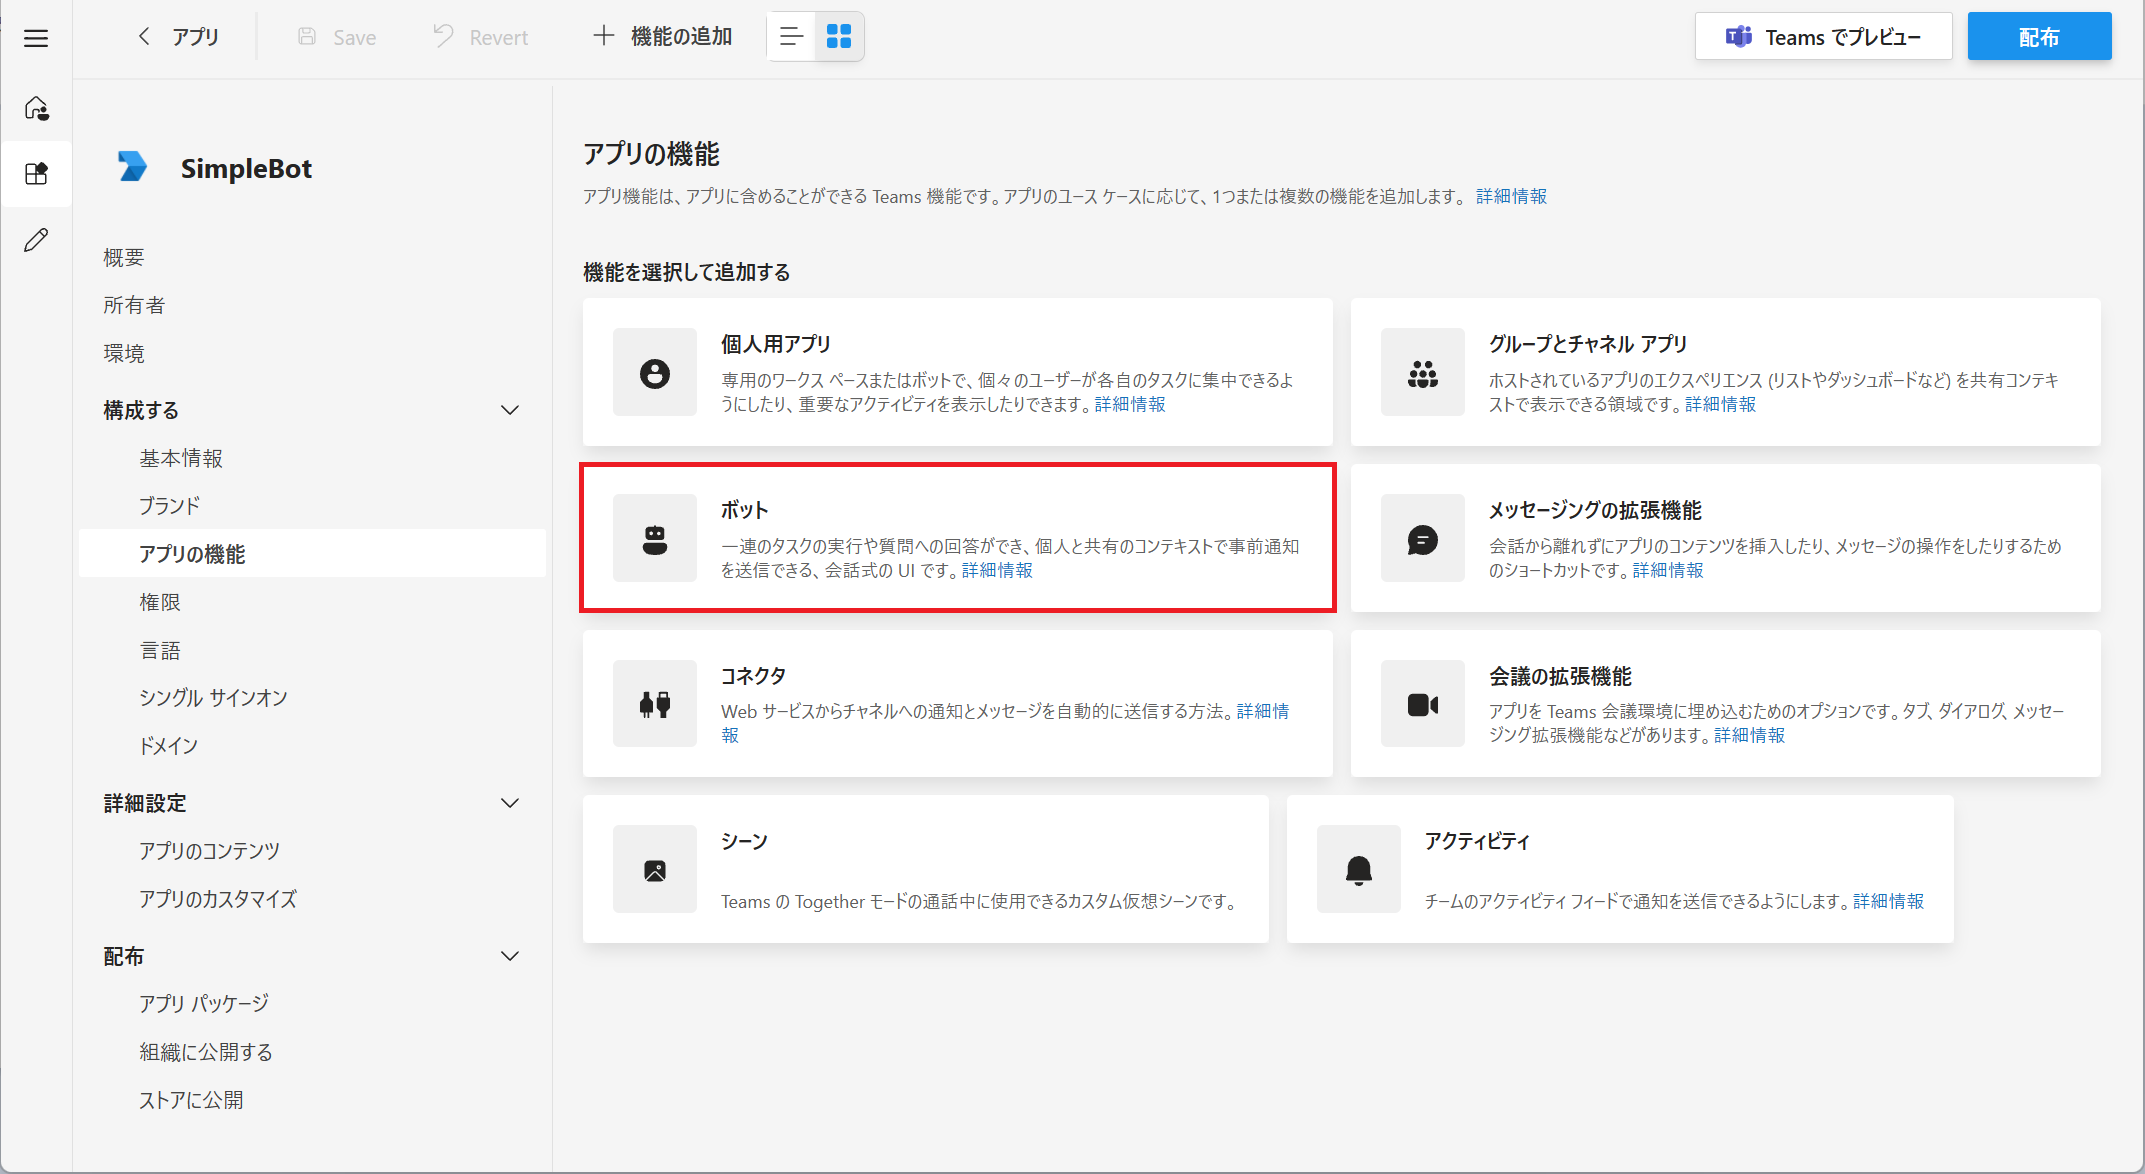 アプリ
Save
Revert
機能の追加
Teams でプレビュー
配布
SimpleBot
概要
所有者
環境
構成する
基本情報
ブランド
アプリの機能
権限
言語
シングル サインオン
ドメイン
詳細設定
アプリのコンテンツ
アプリのカスタマイズ
配布
アプリ パッケージ
組織に公開する
ストアに公開
アプリの機能
アプリ機能は、アプリに含めることができる Teams 機能です。アプリのユース ケースに応じて、1つまたは複数の機能を追加します。 詳細情報
機能を選択して追加する
個人用アプリ
専用のワークス ペースまたはボットで、個々のユーザーが各自のタスクに集中できるよ
うにしたり、重要なアクティビティを表示したりできます。詳細情報
グループとチャネル アプリ
ホストされているアプリのエクスペリエンス (リストやダッシュボードなど) を共有コンテキ
ストで表示できる領域です。詳細情報
ボット
一連のタスクの実行や質問への回答ができ、個人と共有のコンテキストで事前通知
を送信できる、会話式の UI です。詳細情報
メッセージングの拡張機能
会話から離れずにアプリのコンテンツを挿入したり、メッセージの操作をしたりするため
のショートカットです。詳細情報
コネクタ
Web サービスからチャネルへの通知とメッセージを自動的に送信する方法。詳細情
報
会議の拡張機能
アプリを Teams 会議環境に埋め込むためのオプションです。タブ、ダイアログ、メッセー
ジング拡張機能などがあります。詳細情報
シーン
Teams の Together モードの通話中に使用できるカスタム仮想シーンです。
アクティビティ
チームのアクティビティ フィードで通知を送信できるようにします。詳細情報